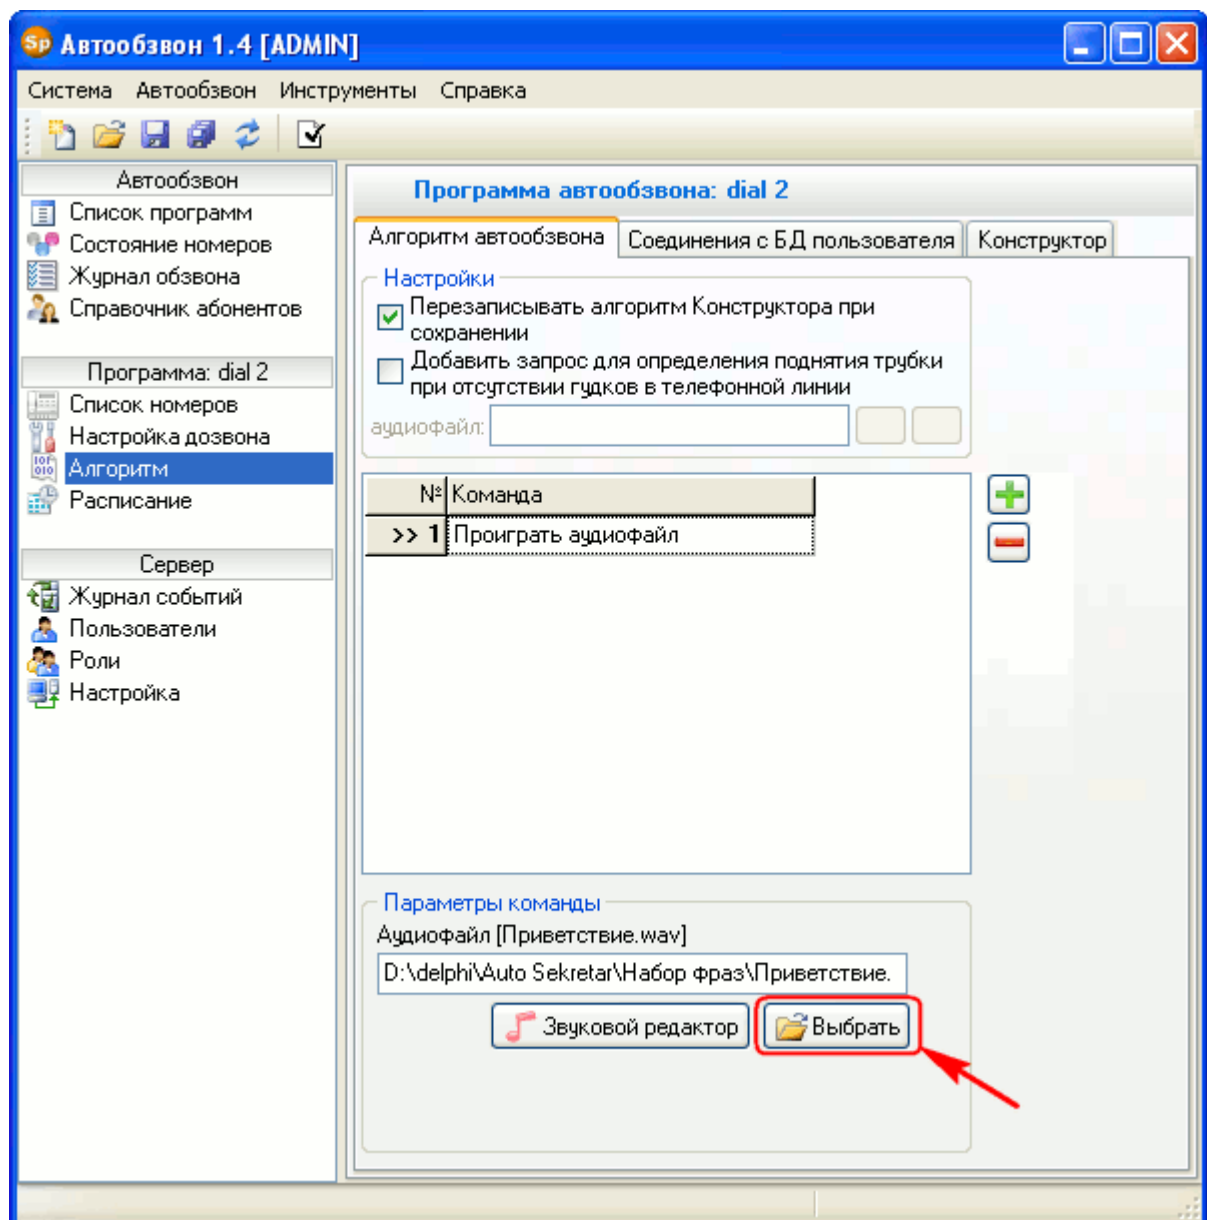 Sp Автообзвон 1.4 [ADMIN]
Система Автообзвон Инструменты Справка
Автообзвон
Список программ
Состояние номеров
Журнал обзвона
Справочник абонентов
Программа: dial 2
Список номеров
Настройка дозвона
Алгоритм
Расписание
Сервер
Журнал событий
Пользователи
Роли
Настройка
Программа автообзвона: dial 2
Алгоритм автообзвона Соединения с БД пользователя Конструктор
Настройки
Перезаписывать алгоритм Конструктора при
сохранении
Добавить запрос для определения поднятия трубки
при отсутствии гудков в телефонной линии
аудиофайл:
№ Команда
>> 1 Проиграть аудиофайл
Параметры команды
Аудиофайл [Приветствие.wav]
D:\delphi\Auto Sekretar\Набор фраз\Приветствие.
Звуковой редактор Выбрать